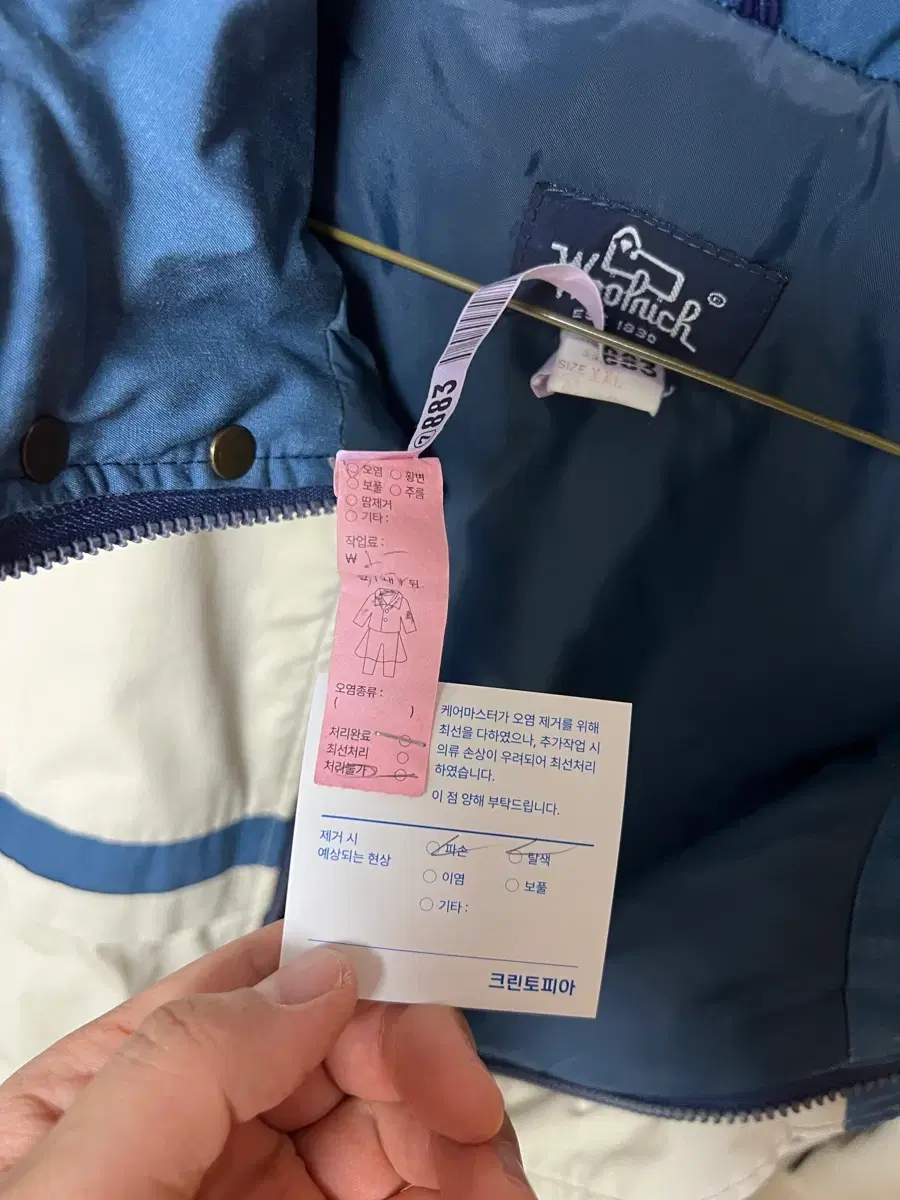 Woolrich
®
EST. 1830
883
SIZE XXL
⑦883
오염 황변
보풀 주름
땀제거
기타 :
작업료 :
₩
오염종류 :
( )
처리완료
최선처리
처리불가
케어마스터가 오염 제거를 위해
최선을 다하였으나, 추가작업 시
의류 손상이 우려되어 최선처리
하였습니다.
이 점 양해 부탁드립니다.
제거 시
예상되는 현상
파손 탈색
이염 보풀
기타 :
크린토피아